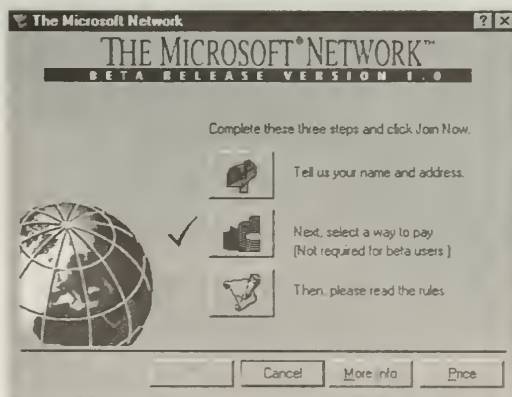 The Microsoft Network
THE MICROSOFT® NETWORK™
BETA RELEASE VERSION 1.0
Complete these three steps and click Join Now.
Tell us your name and address.
Next, select a way to pay
(Not required for beta users.)
Then, please read the rules
Cancel More Info Price